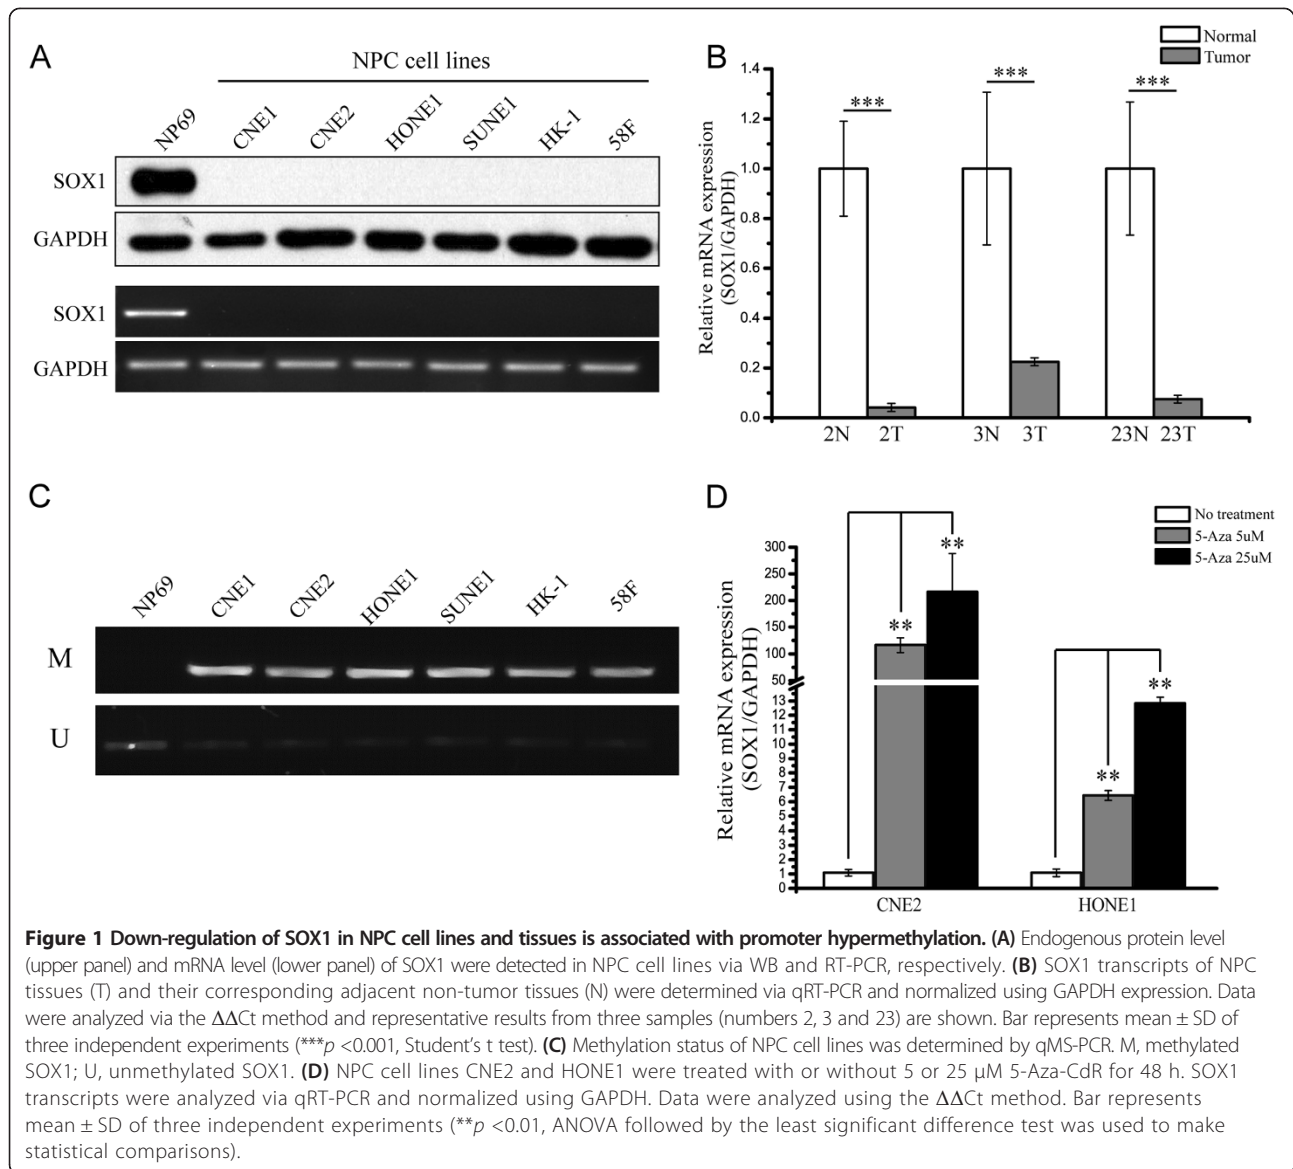 A
NPC cell lines
NP69 CNE1 CNE2 HONE1 SUNE1 HK-1 58F
SOX1
GAPDH
SOX1
GAPDH
B
Normal
Tumor
Relative mRNA expression
(SOX1/GAPDH)
1.4
1.2
1.0
0.8
0.6
0.4
0.2
0.0
*** *** ***
2N 2T 3N 3T 23N 23T
C
NP69 CNE1 CNE2 HONE1 SUNE1 HK-1 58F
M
U
D
No treatment
5-Aza 5uM
5-Aza 25uM
Relative mRNA expression
(SOX1/GAPDH)
300
250
200
150
100
50
13
12
11
10
9
8
7
6
5
4
3
2
1
0
** ** ** **
CNE2 HONE1
Figure 1 Down-regulation of SOX1 in NPC cell lines and tissues is associated with promoter hypermethylation. (A) Endogenous protein level
(upper panel) and mRNA level (lower panel) of SOX1 were detected in NPC cell lines via WB and RT-PCR, respectively. (B) SOX1 transcripts of NPC
tissues (T) and their corresponding adjacent non-tumor tissues (N) were determined via qRT-PCR and normalized using GAPDH expression. Data
were analyzed via the ΔΔCt method and representative results from three samples (numbers 2, 3 and 23) are shown. Bar represents mean ± SD of
three independent experiments (***p <0.001, Student's t test). (C) Methylation status of NPC cell lines was determined by qMS-PCR. M, methylated
SOX1; U, unmethylated SOX1. (D) NPC cell lines CNE2 and HONE1 were treated with or without 5 or 25 μM 5-Aza-CdR for 48 h. SOX1
transcripts were analyzed via qRT-PCR and normalized using GAPDH. Data were analyzed using the ΔΔCt method. Bar represents
mean ± SD of three independent experiments (**p <0.01, ANOVA followed by the least significant difference test was used to make
statistical comparisons).